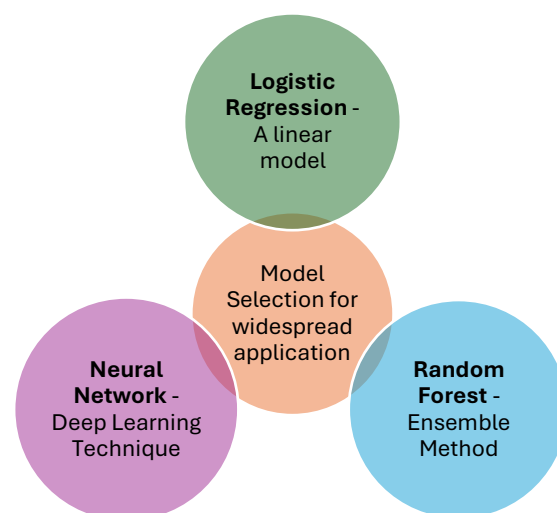 Logistic
Regression -
A linear
model
Model
Selection for
widespread
application
Neural
Network -
Deep Learning
Technique
Random
Forest -
Ensemble
Method